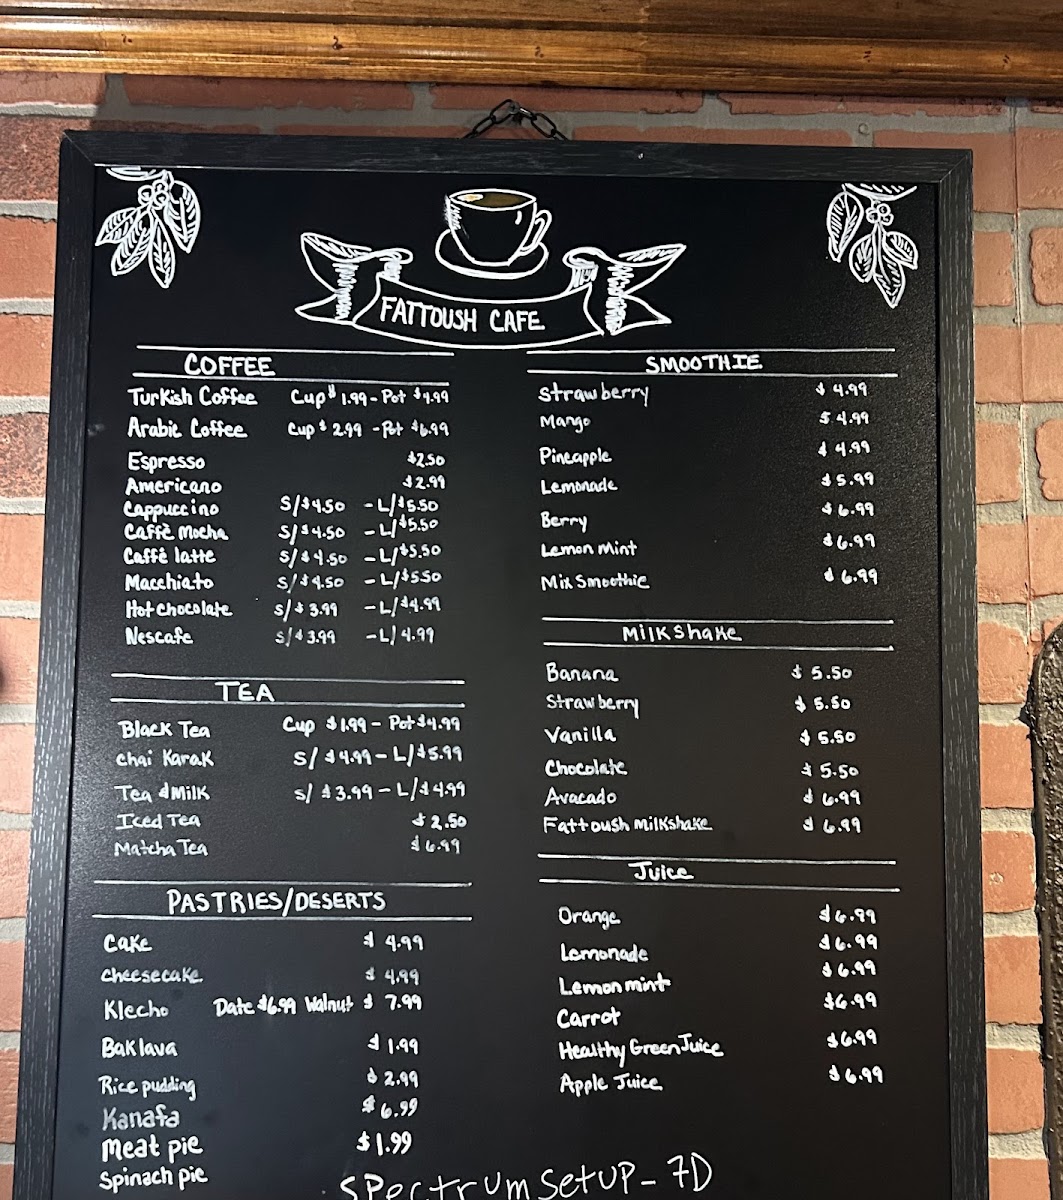 FATTOUSH CAFE
COFFEE
Turkish Coffee Cup $1.99 - Pot $4.99
Arabic Coffee Cup $2.99 - Pot $6.99
Espresso $2.50
Americano $2.99
Cappuccino S/$4.50 - L/$5.50
Caffè Mocha S/$4.50 - L/$5.50
Caffè latte S/$4.50 - L/$5.50
Macchiato S/$4.50 - L/$5.50
Hot chocolate S/$3.99 - L/$4.99
Nescafe S/$3.99 - L/4.99
TEA
Black Tea Cup $1.99 - Pot $4.99
chai Karak S/$4.99 - L/$5.99
Tea & Milk S/$3.99 - L/$4.99
Iced Tea $2.50
Matcha Tea $6.99
PASTRIES/DESERTS
Cake $4.99
cheesecake $4.99
Klecho Date $6.99 Walnut $7.99
Baklava $1.99
Rice pudding $2.99
Kanafa $6.99
Meat pie $1.99
Spinach pie
SMOOTHIE
Strawberry $4.99
Mango $4.99
Pineapple $4.99
Lemonade $5.99
Berry $6.99
Lemon Mint $6.99
Mix Smoothie $6.99
Milkshake
Banana $5.50
Strawberry $5.50
Vanilla $5.50
Chocolate $5.50
Avacado $6.99
Fattoush Milkshake $6.99
Juice
Orange $6.99
Lemonade $6.99
Lemon mint $6.99
Carrot $6.99
Healthy Green Juice $6.99
Apple Juice $6.99
SPectrumSetUP-7D